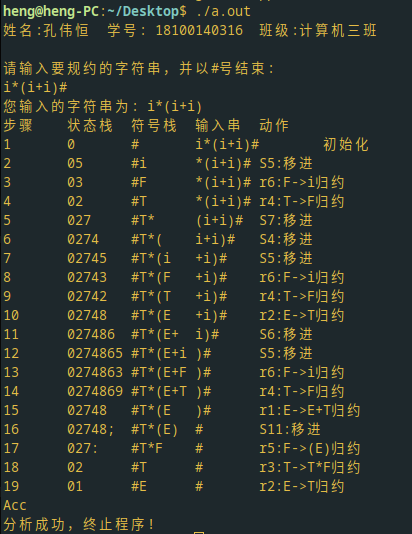 heng@heng-PC:~/Desktop$ ./a.out
姓名:孔伟恒  学号: 18100140316  班级:计算机三班
请输入要规约的字符串，并以#号结束：
i*(i+i)#
您输入的字符串为: i*(i+i)
步骤 状态栈 符号栈 输入串 动作
1 0 # i*(i+i)# 初始化
2 05 #i *(i+i)# S5:移进
3 03 #F *(i+i)# r6:F->i归约
4 02 #T *(i+i)# r4:T->F归约
5 027 #T* (i+i)# S7:移进
6 0274 #T*( i+i)# S4:移进
7 02745 #T*(i +i)# S5:移进
8 02743 #T*(F +i)# r6:F->i归约
9 02742 #T*(T +i)# r4:T->F归约
10 02748 #T*(E +i)# r2:E->T归约
11 027486 #T*(E+ i)# S6:移进
12 0274865 #T*(E+i )# S5:移进
13 0274863 #T*(E+F )# r6:F->i归约
14 0274869 #T*(E+T )# r4:T->F归约
15 02748 #T*(E )# r1:E->E+T归约
16 02748; #T*(E) # S11:移进
17 027: #T*F # r5:F->(E)归约
18 02 #T # r3:T->T*F归约
19 01 #E # r2:E->T归约
Acc
分析成功，终止程序!